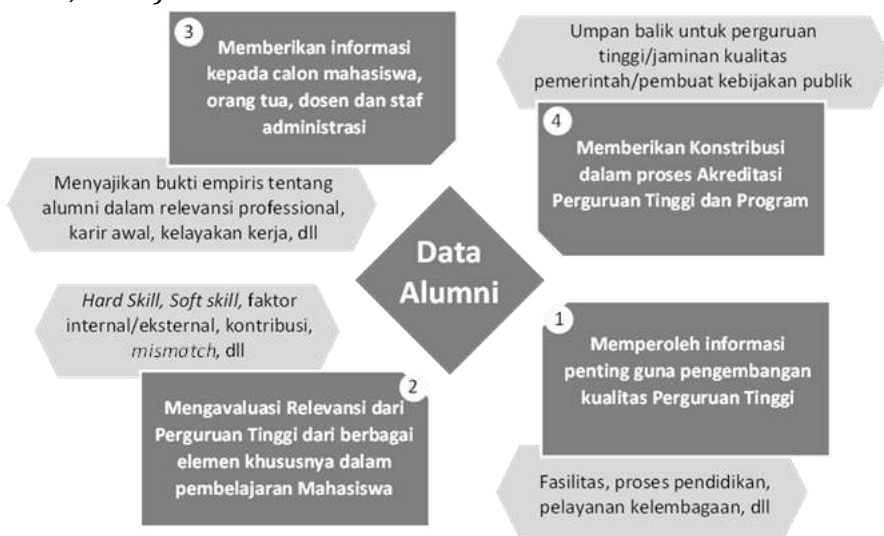 3
Memberikan informasi
kepada calon mahasiswa,
orang tua, dosen dan staf
administrasi
Menyajikan bukti empiris tentang
alumni dalam relevansi professional,
karir awal, kelayakan kerja, dll
Umpan balik untuk perguruan
tinggi/jaminan kualitas
pemerintah/pembuat kebijakan publik
4
Memberikan Konstribusi
dalam proses Akreditasi
Perguruan Tinggi dan Program
Data
Alumni
Hard Skill, Soft skill, faktor
internal/eksternal, kontribusi,
mismatch, dll
2
Mengavaluasi Relevansi dari
Perguruan Tinggi dari berbagai
elemen khususnya dalam
pembelajaran Mahasiswa
1
Memperoleh informasi
penting guna pengembangan
kualitas Perguruan Tinggi
Fasilitas, proses pendidikan,
pelayanan kelembagaan, dll